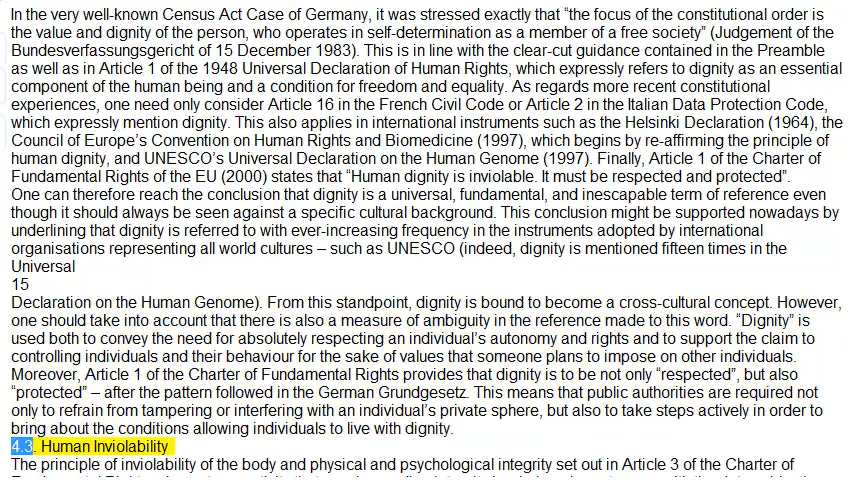 In the very well-known Census Act Case of Germany, it was stressed exactly that “the focus of the constitutional order is
the value and dignity of the person, who operates in self-determination as a member of a free society” (Judgement of the
Bundesverfassungsgericht of 15 December 1983). This is in line with the clear-cut guidance contained in the Preamble
as well as in Article 1 of the 1948 Universal Declaration of Human Rights, which expressly refers to dignity as an essential
component of the human being and a condition for freedom and equality. As regards more recent constitutional
experiences, one need only consider Article 16 in the French Civil Code or Article 2 in the Italian Data Protection Code,
which expressly mention dignity. This also applies in international instruments such as the Helsinki Declaration (1964), the
Council of Europe’s Convention on Human Rights and Biomedicine (1997), which begins by re-affirming the principle of
human dignity, and UNESCO’s Universal Declaration on the Human Genome (1997). Finally, Article 1 of the Charter of
Fundamental Rights of the EU (2000) states that “Human dignity is inviolable. It must be respected and protected”.
One can therefore reach the conclusion that dignity is a universal, fundamental, and inescapable term of reference even
though it should always be seen against a specific cultural background. This conclusion might be supported nowadays by
underlining that dignity is referred to with ever-increasing frequency in the instruments adopted by international
organisations representing all world cultures – such as UNESCO (indeed, dignity is mentioned fifteen times in the
Universal
15
Declaration on the Human Genome). From this standpoint, dignity is bound to become a cross-cultural concept. However,
one should take into account that there is also a measure of ambiguity in the reference made to this word. “Dignity” is
used both to convey the need for absolutely respecting an individual’s autonomy and rights and to support the claim to
controlling individuals and their behaviour for the sake of values that someone plans to impose on other individuals.
Moreover, Article 1 of the Charter of Fundamental Rights provides that dignity is to be not only “respected”, but also
“protected” – after the pattern followed in the German Grundgesetz. This means that public authorities are required not
only to refrain from tampering or interfering with an individual’s private sphere, but also to take steps actively in order to
bring about the conditions allowing individuals to live with dignity.
4.3. Human Inviolability
The principle of inviolability of the body and physical and psychological integrity set out in Article 3 of the Charter of